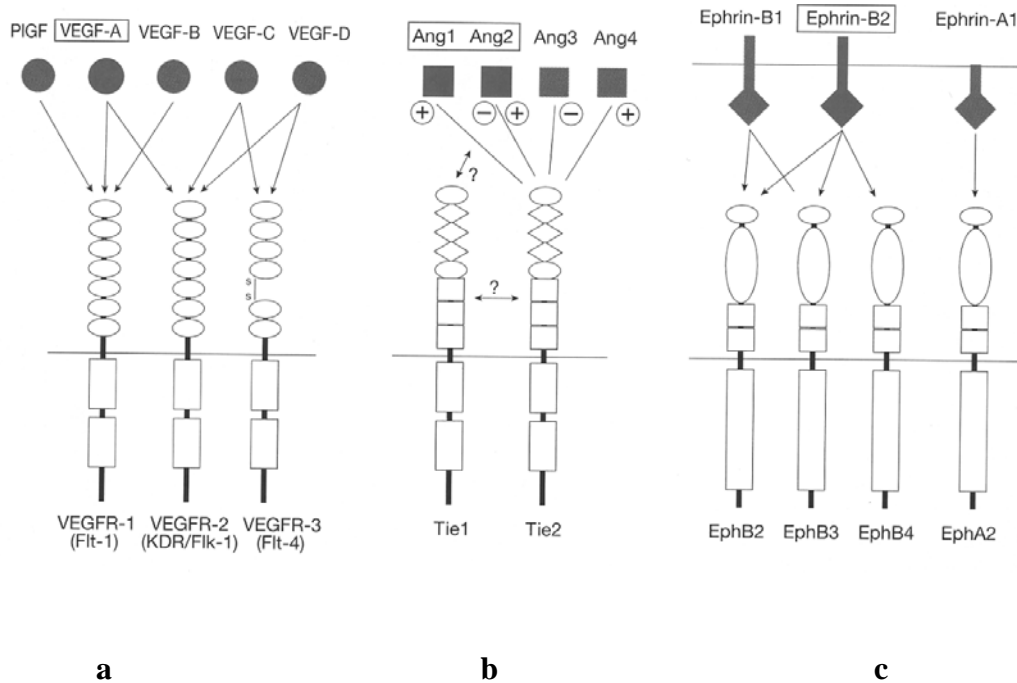 PlGF VEGF-A VEGF-B VEGF-C VEGF-D
s
s
VEGFR-1 VEGFR-2 VEGFR-3
(Flt-1) (KDR/Flk-1) (Flt-4)
a
Ang1 Ang2 Ang3 Ang4
+ − + − +
?
?
Tie1 Tie2
b
Ephrin-B1 Ephrin-B2 Ephrin-A1
EphB2 EphB3 EphB4 EphA2
c